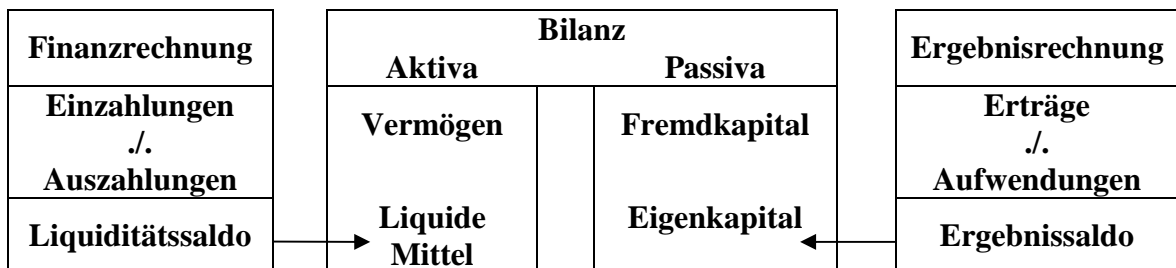 Finanzrechnung
Einzahlungen
./.
Auszahlungen
Liquiditätssaldo
Bilanz
Aktiva Passiva
Vermögen Fremdkapital
Liquide Eigenkapital
Mittel
Ergebnisrechnung
Erträge
./.
Aufwendungen
Ergebnissaldo